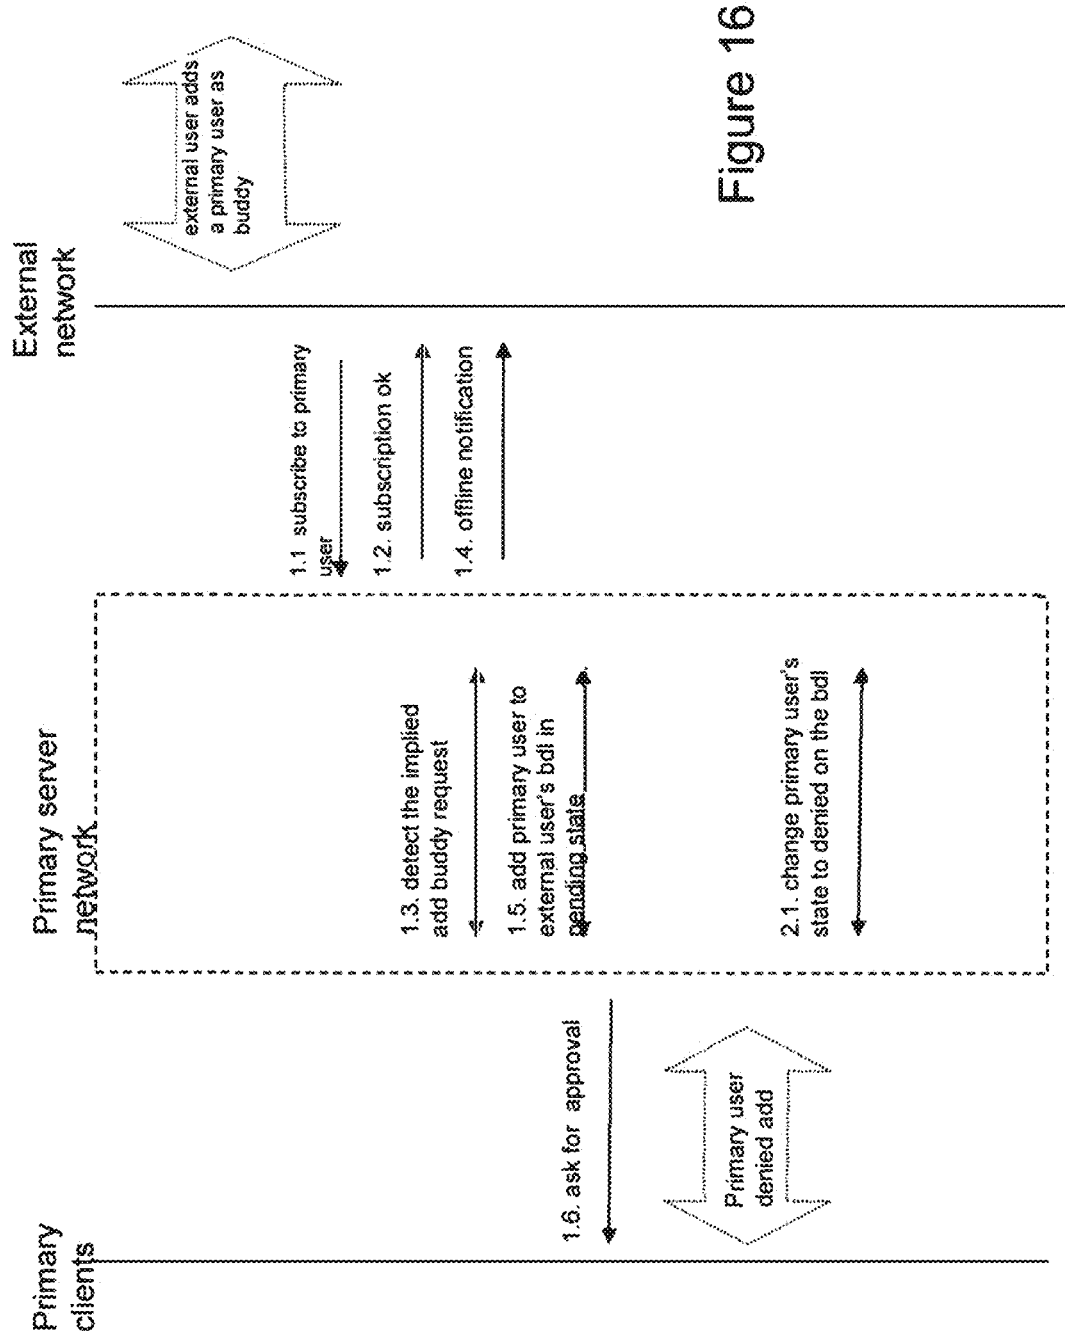 Primary
clients
Primary server
network
External
network
external user adds
a primary user as
buddy
1.1 subscribe to primary
user
1.2. subscription ok
1.3. detect the implied
add buddy request
1.4. offline notification
1.5. add primary user to
external user's bdl in
pending state
1.6. ask for approval
Primary user
denied add
2.1. change primary user's
state to denied on the bdl
Figure 16